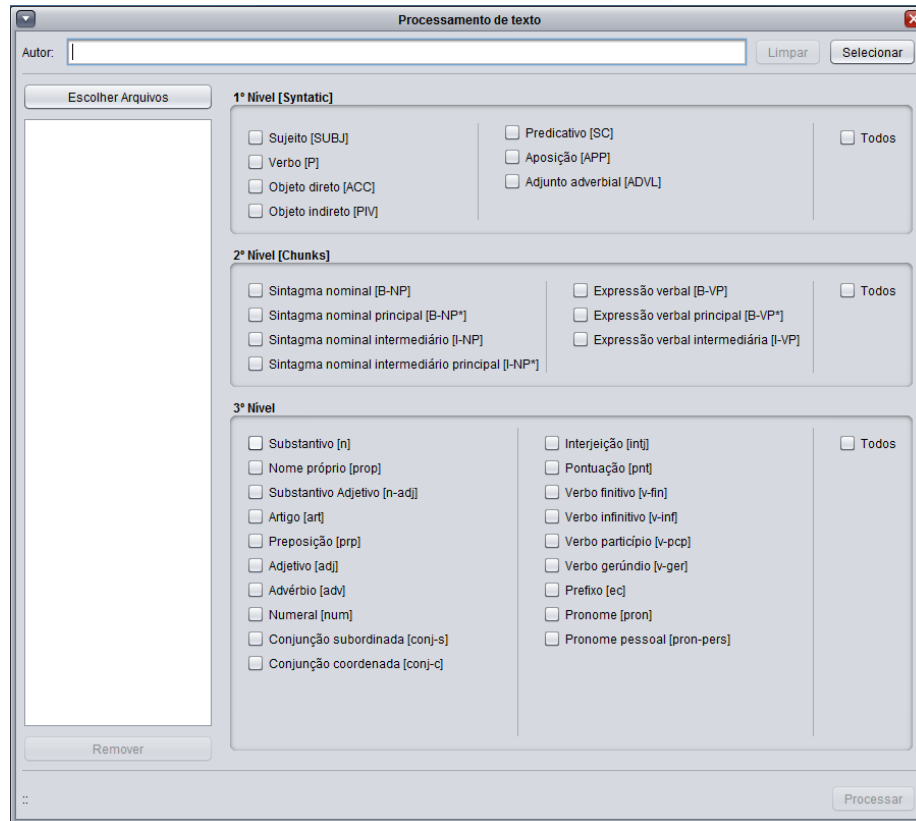 Processamento de texto
Autor:
Limpar
Selecionar
Escolher Arquivos
1º Nível [Syntatic]
Sujeito [SUBJ]
Verbo [P]
Objeto direto [ACC]
Objeto indireto [PIV]
Predicativo [SC]
Aposição [APP]
Adjunto adverbial [ADVL]
Todos
2º Nível [Chunks]
Sintagma nominal [B-NP]
Sintagma nominal principal [B-NP*]
Sintagma nominal intermediário [I-NP]
Sintagma nominal intermediário principal [I-NP*]
Expressão verbal [B-VP]
Expressão verbal principal [B-VP*]
Expressão verbal intermediária [I-VP]
Todos
3º Nível
Substantivo [n]
Nome próprio [prop]
Substantivo Adjetivo [n-adj]
Artigo [art]
Preposição [prp]
Adjetivo [adj]
Advérbio [adv]
Numeral [num]
Conjunção subordinada [conj-s]
Conjunção coordenada [conj-c]
Interjeição [intj]
Pontuação [pnt]
Verbo finitivo [v-fin]
Verbo infinitivo [v-inf]
Verbo particípio [v-pcp]
Verbo gerúndio [v-ger]
Prefixo [ec]
Pronome [pron]
Pronome pessoal [pron-pers]
Todos
Remover
::
Processar